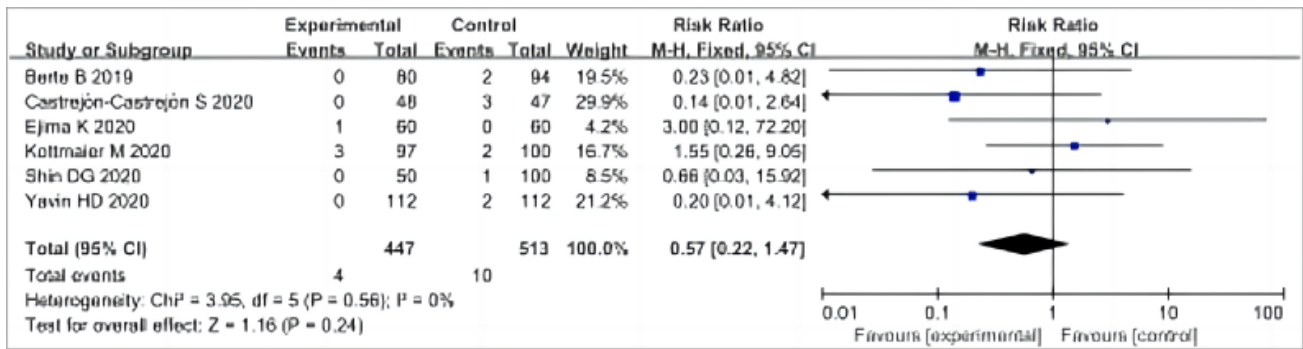 Experimental Control Risk Ratio Risk Ratio
Study or Subgroup Events Total Events Total Weight M-H, Fixed, 95% CI M-H, Fixed, 95% CI
Berte B 2019 0 80 2 94 19.5% 0.23 [0.01, 4.82]
Castrejón-Castrejón S 2020 0 48 3 47 29.9% 0.14 [0.01, 2.64]
Ejima K 2020 1 60 0 60 4.2% 3.00 [0.12, 72.20]
Kottmaier M 2020 3 97 2 100 16.7% 1.55 [0.26, 9.05]
Shin DG 2020 0 50 1 100 8.5% 0.66 [0.03, 15.92]
Yavin HD 2020 0 112 2 112 21.2% 0.20 [0.01, 4.12]
Total (95% CI) 447 513 100.0% 0.57 [0.22, 1.47]
Total events 4 10
Heterogeneity: Chi² = 3.95, df = 5 (P = 0.56); I² = 0%
Test for overall effect: Z = 1.16 (P = 0.24)
0.01 0.1 1 10 100
Favours [experimental] Favours [control]